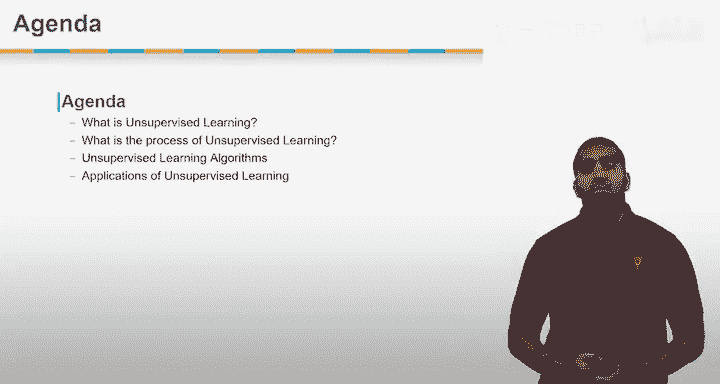 Agenda
Agenda
– What is Unsupervised Learning?
– What is the process of Unsupervised Learning?
– Unsupervised Learning Algorithms
– Applications of Unsupervised Learning